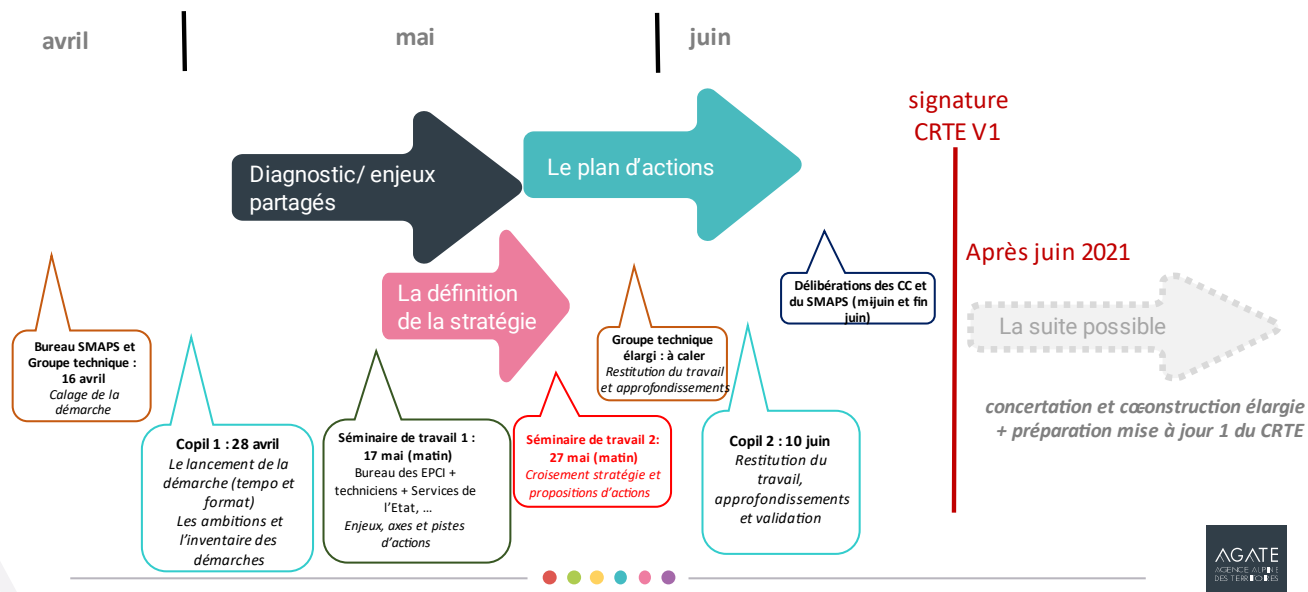 avril
mai
juin
signature
CRTE V1
Diagnostic/ enjeux
partagés
Le plan d'actions
La définition
de la stratégie
Après juin 2021
La suite possible
concertation et cœonstruction élargie
+ préparation mise à jour 1 du CRTE
Bureau SMAPS et
Groupe technique :
16 avril
Calage de la
démarche
Copil 1 : 28 avril
Le lancement de la
démarche (tempo et
format)
Les ambitions et
l'inventaire des
démarches
Séminaire de travail 1 :
17 mai (matin)
Bureau des EPCI +
techniciens + Services de
l'Etat, ...
Enjeux, axes et pistes
d'actions
Séminaire de travail 2:
27 mai (matin)
Croisement stratégie et
propositions d'actions
Groupe technique
élargi : à caler
Restitution du travail
et approfondissements
Copil 2 : 10 juin
Restitution du
travail,
approfondissements
et validation
Délibérations des CC et
du SMAPS (mi-juin et fin
juin)
AGATE
AGENCE ALPINE
DES TERRITOIRES